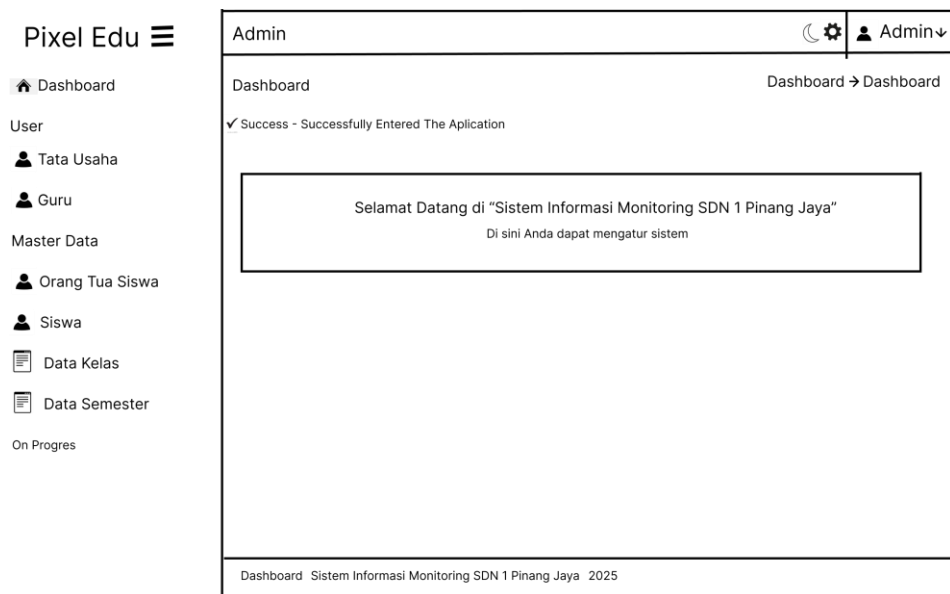 Pixel Edu
Dashboard
User
Tata Usaha
Guru
Master Data
Orang Tua Siswa
Siswa
Data Kelas
Data Semester
On Progres
Admin
Admin
Dashboard
Dashboard → Dashboard
✓ Success - Successfully Entered The Aplication
Selamat Datang di “Sistem Informasi Monitoring SDN 1 Pinang Jaya”
Di sini Anda dapat mengatur sistem
Dashboard Sistem Informasi Monitoring SDN 1 Pinang Jaya 2025